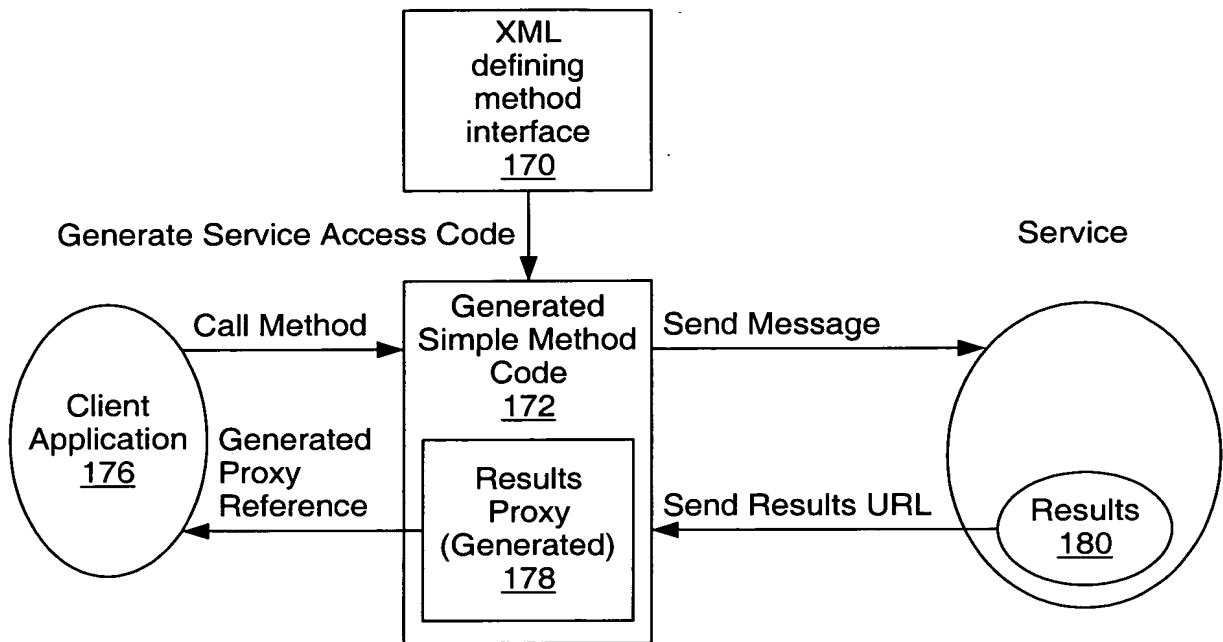 XML
defining
method
interface
170
Generate Service Access Code
Service
Call Method
Generated
Simple Method
Code
172
Send Message
Client
Application
176
Generated
Proxy
Reference
Results
Proxy
(Generated)
178
Send Results URL
Results
180